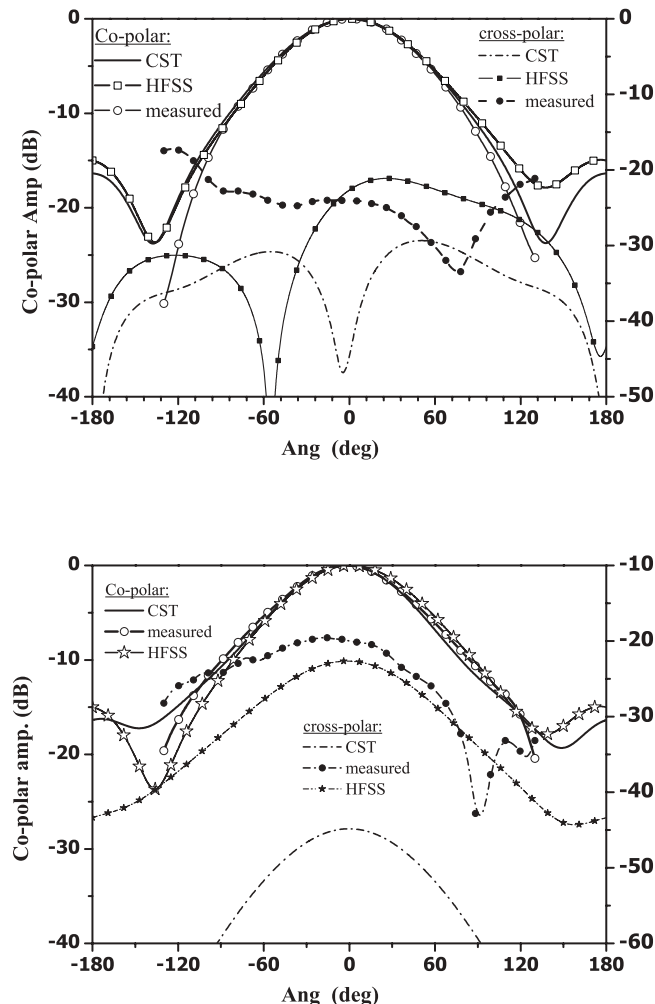 Co-polar:
CST
HFSS
measured
cross-polar:
CST
HFSS
measured
0
-10
-20
-30
-40
0
-10
-20
-30
-40
-50
Co-polar Amp (dB)
-180
-120
-60
0
60
120
180
Ang (deg)
Co-polar:
CST
measured
HFSS
cross-polar:
CST
measured
HFSS
0
-10
-20
-30
-40
-10
-20
-30
-40
-50
-60
Co-polar amp. (dB)
-180
-120
-60
0
60
120
180
Ang (deg)